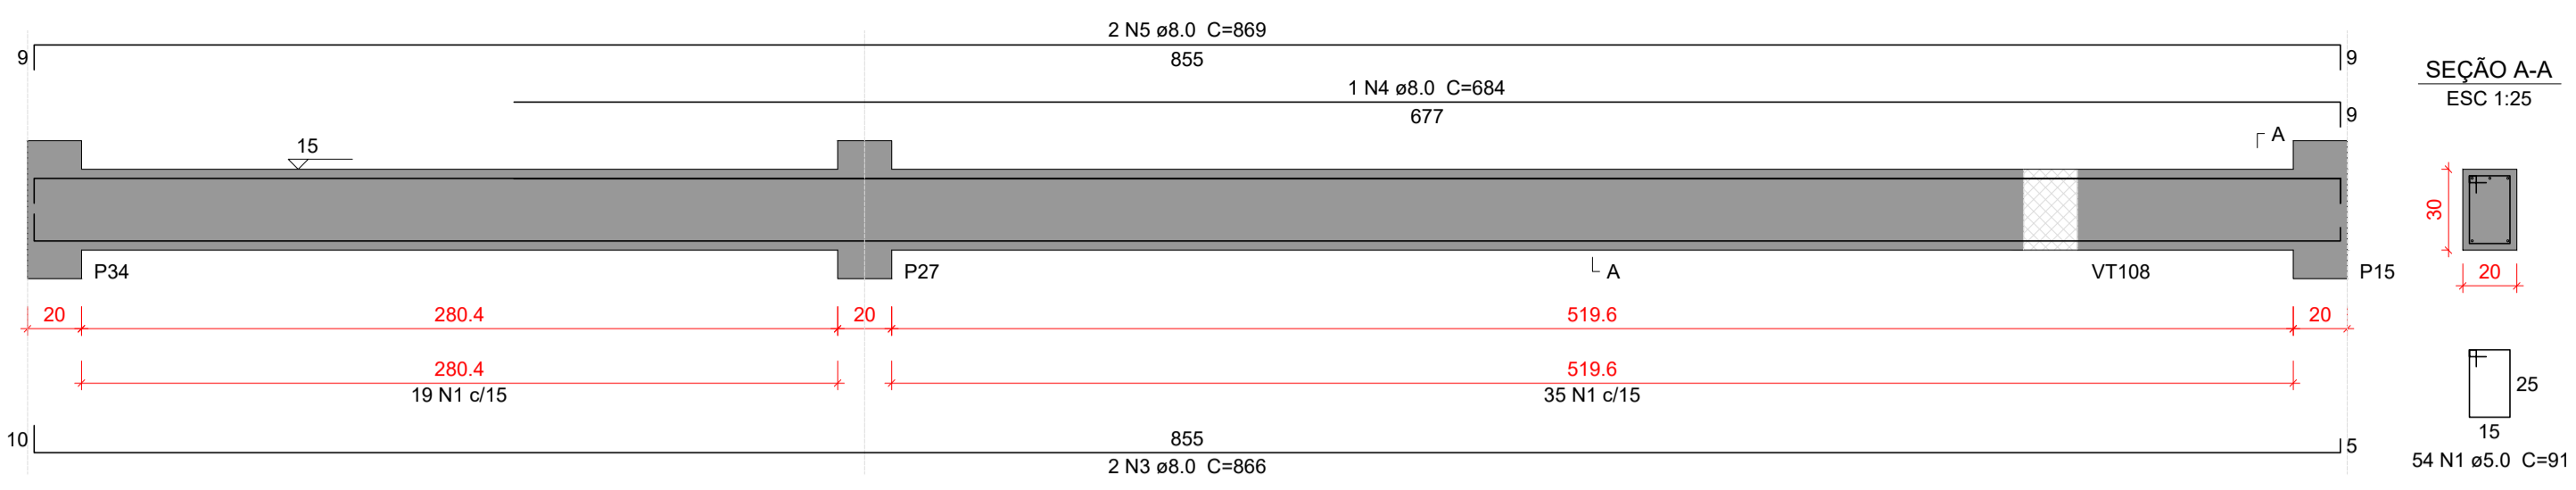 2 N5 ø8.0 C=869
9
855
9
1 N4 ø8.0 C=684
677
9
SEÇÃO A-A
ESC 1:25
15
A
30
20
P34
P27
A
VT108
P15
20
280.4
20
519.6
20
280.4
19 N1 c/15
519.6
35 N1 c/15
25
15
54 N1 ø5.0 C=91
10
855
5
2 N3 ø8.0 C=866